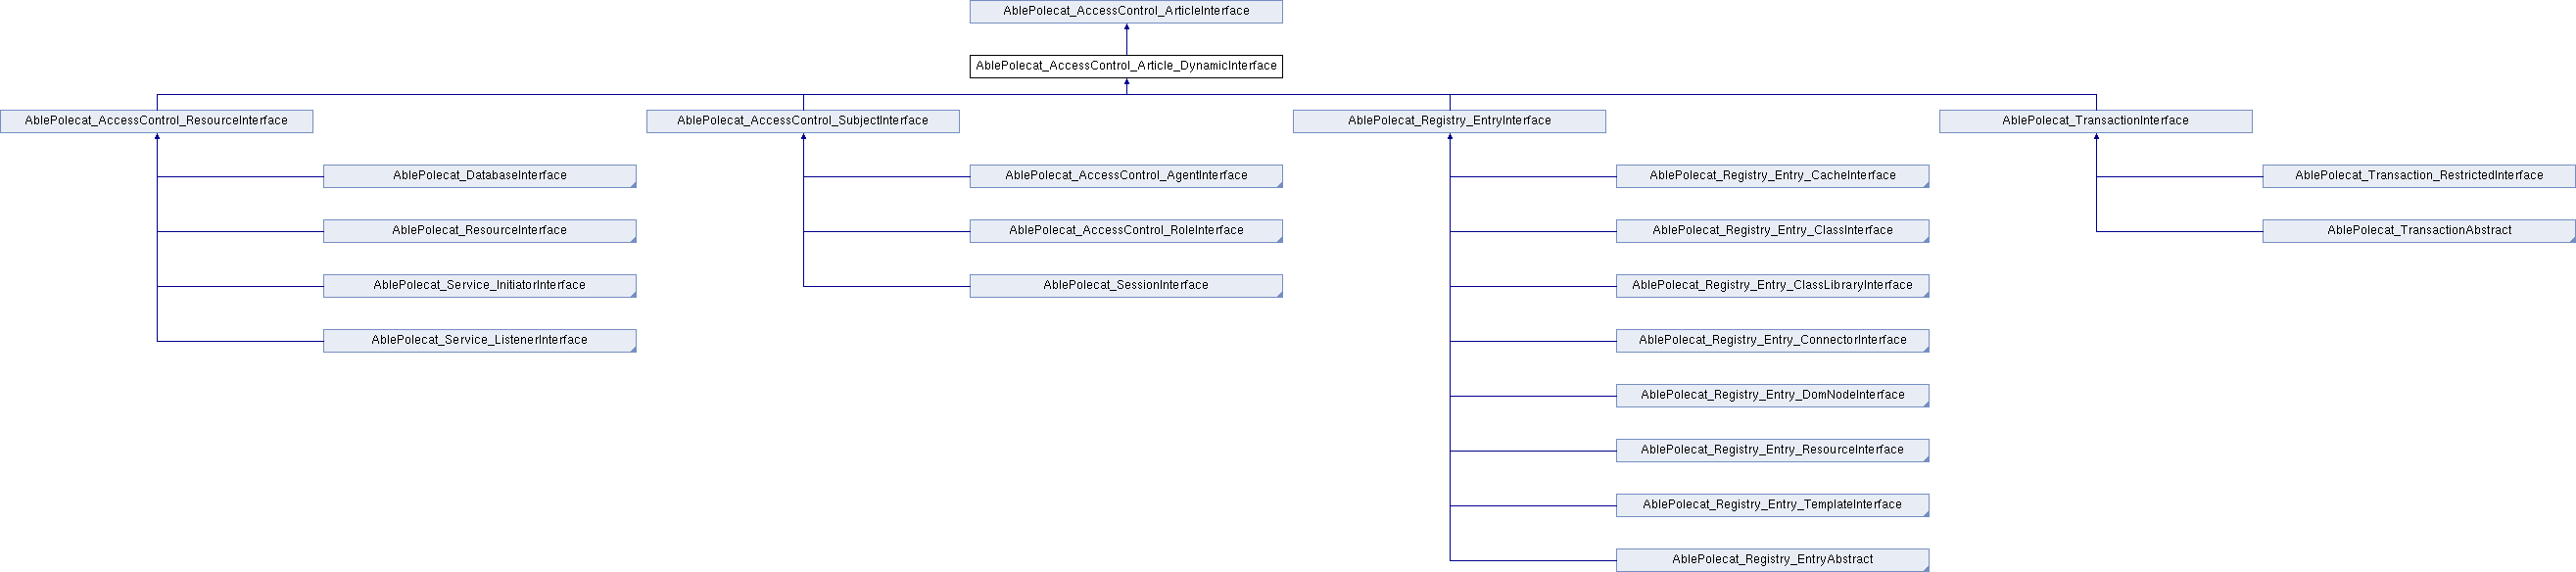 AblePolecat_AccessControl_ArticleInterface
AblePolecat_AccessControl_Article_DynamicInterface
AblePolecat_AccessControl_ResourceInterface
AblePolecat_AccessControl_SubjectInterface
AblePolecat_Registry_EntryInterface
AblePolecat_TransactionInterface
AblePolecat_DatabaseInterface
AblePolecat_AccessControl_AgentInterface
AblePolecat_Registry_Entry_CacheInterface
AblePolecat_Transaction_RestrictedInterface
AblePolecat_ResourceInterface
AblePolecat_AccessControl_RoleInterface
AblePolecat_Registry_Entry_ClassInterface
AblePolecat_TransactionAbstract
AblePolecat_Service_InitiatorInterface
AblePolecat_SessionInterface
AblePolecat_Registry_Entry_ClassLibraryInterface
AblePolecat_Service_ListenerInterface
AblePolecat_Registry_Entry_ConnectorInterface
AblePolecat_Registry_Entry_DomNodeInterface
AblePolecat_Registry_Entry_ResourceInterface
AblePolecat_Registry_Entry_TemplateInterface
AblePolecat_Registry_EntryAbstract